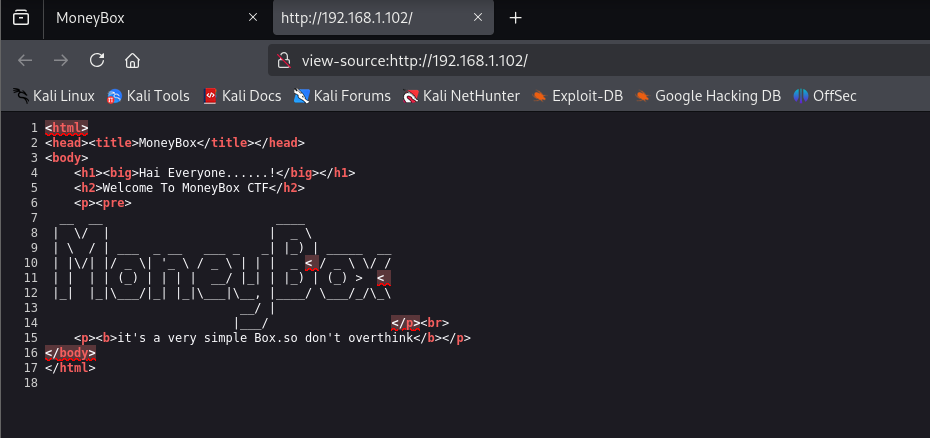 MoneyBox
http://192.168.1.102/
view-source:http://192.168.1.102/
Kali Linux Kali Tools Kali Docs Kali Forums Kali NetHunter Exploit-DB Google Hacking DB OffSec
1 <html>
2 <head><title>MoneyBox</title></head>
3 <body>
4     <h1><big>Hai Everyone......!</big></h1>
5     <h2>Welcome To MoneyBox CTF</h2>
6     <p><pre>
7   __  __                        ____
8  |  \/  |                      |  _ \
9  | \  / | ___  _ __   ___ _   _| |_) | _____  __
10  | |\/| |/ _ \| '_ \ / _ \ | | |  _ < / _ \ \/ /
11  | |  | | (_) | | | |  __/ |_| | |_) | (_) >  <
12  |_|  |_|\___/|_| |_|\___|\__, |____/ \___/_/\_\
13                            __/ |
14                           |___/                 </p><br>
15     <p><b>it's a very simple Box.so don't overthink</b></p>
16 </body>
17 </html>
18